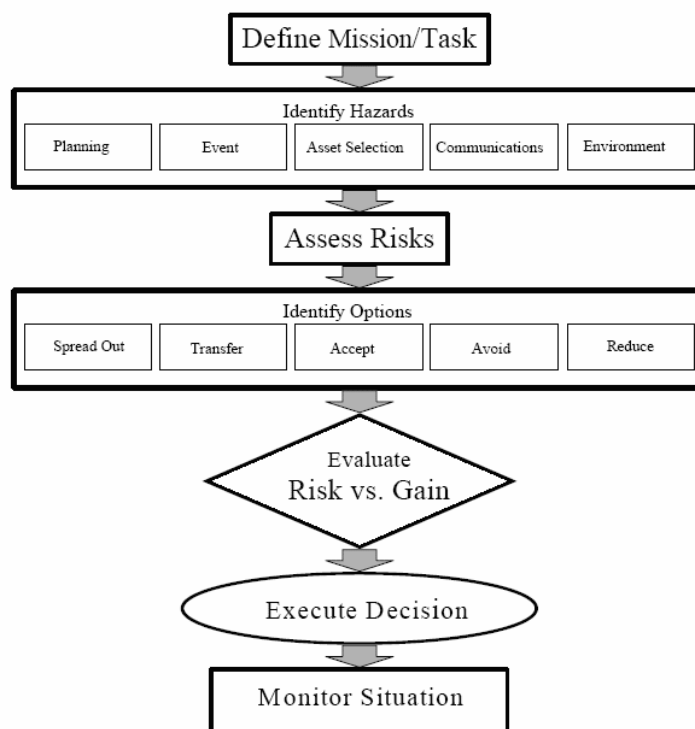 Define Mission/Task
Identify Hazards
Planning
Event
Asset Selection
Communications
Environment
Assess Risks
Identify Options
Spread Out
Transfer
Accept
Avoid
Reduce
Evaluate
Risk vs. Gain
Execute Decision
Monitor Situation